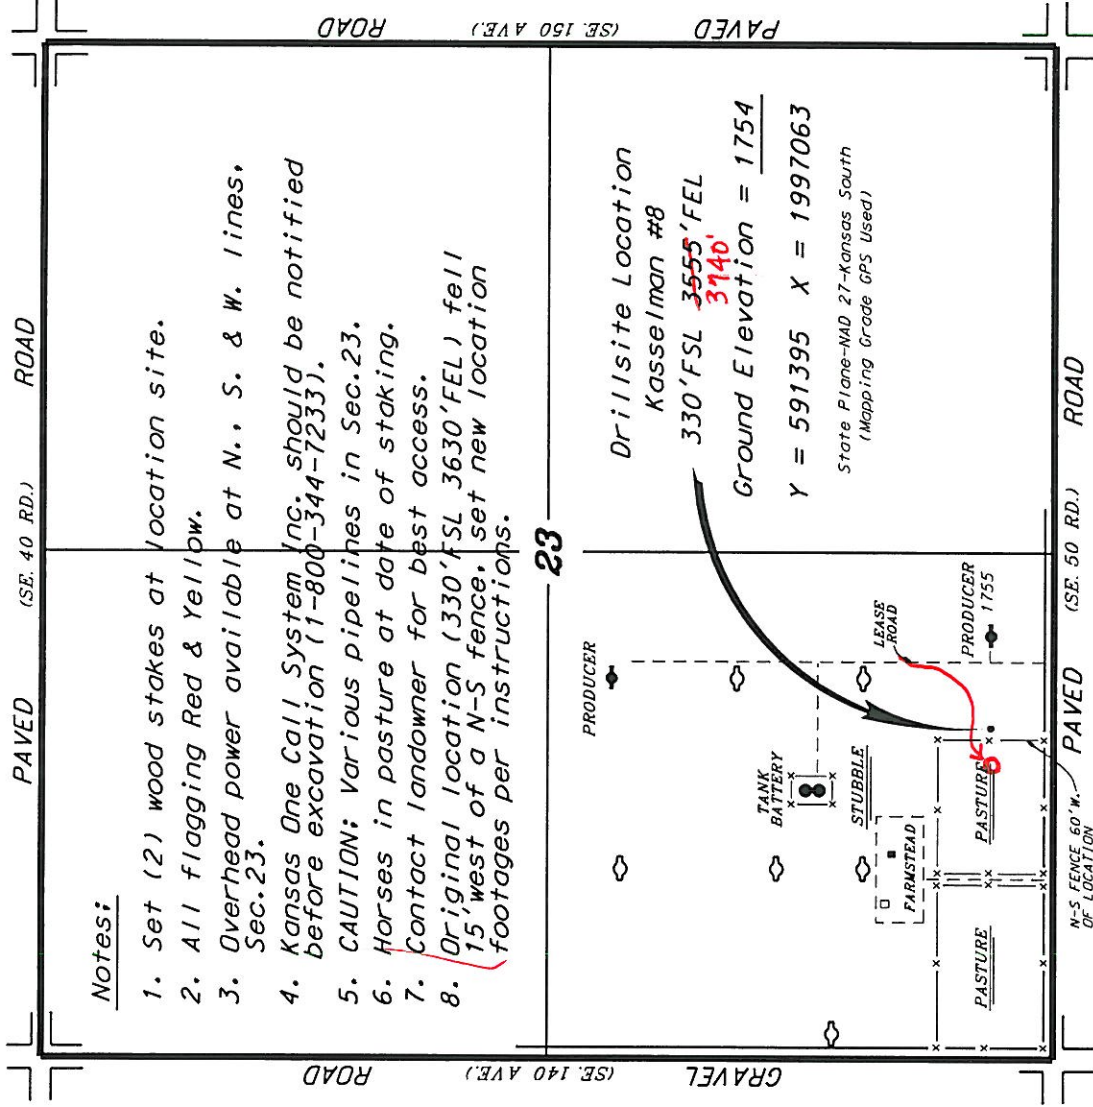 PAVED (SE. 40 RD.) ROAD
PAVED (SE. 150 AVE.) ROAD
Notes:
1. Set (2) wood stakes at location site.
2. All flagging Red & Yellow.
3. Overhead power available at N., S. & W. lines,
Sec.23.
4. Kansas One Call System Inc. should be notified
before excavation (1-800-344-7233).
5. CAUTION: Various pipelines in Sec.23.
6. Horses in pasture at date of staking.
7. Contact landowner for best access.
8. Original location (330'FSL 3630'FEL) fell
15'west of a N-S fence, set new location
footages per instructions.
23
Drillsite Location
Kasselman #8
330'FSL 3555'FEL
3740'
Ground Elevation = 1754
Y = 591395 X = 1997063
State Plane-NAD 27-Kansas South
(Mapping Grade GPS Used)
PRODUCER
TANK
BATTERY
STUBBLE
LEASE
ROAD
PRODUCER
1755
FARMSTEAD
PASTURE
PASTURE
N-S FENCE 60'W.
OF LOCATION
GRAVEL (SE. 140 AVE.) ROAD
PAVED (SE. 50 RD.) ROAD